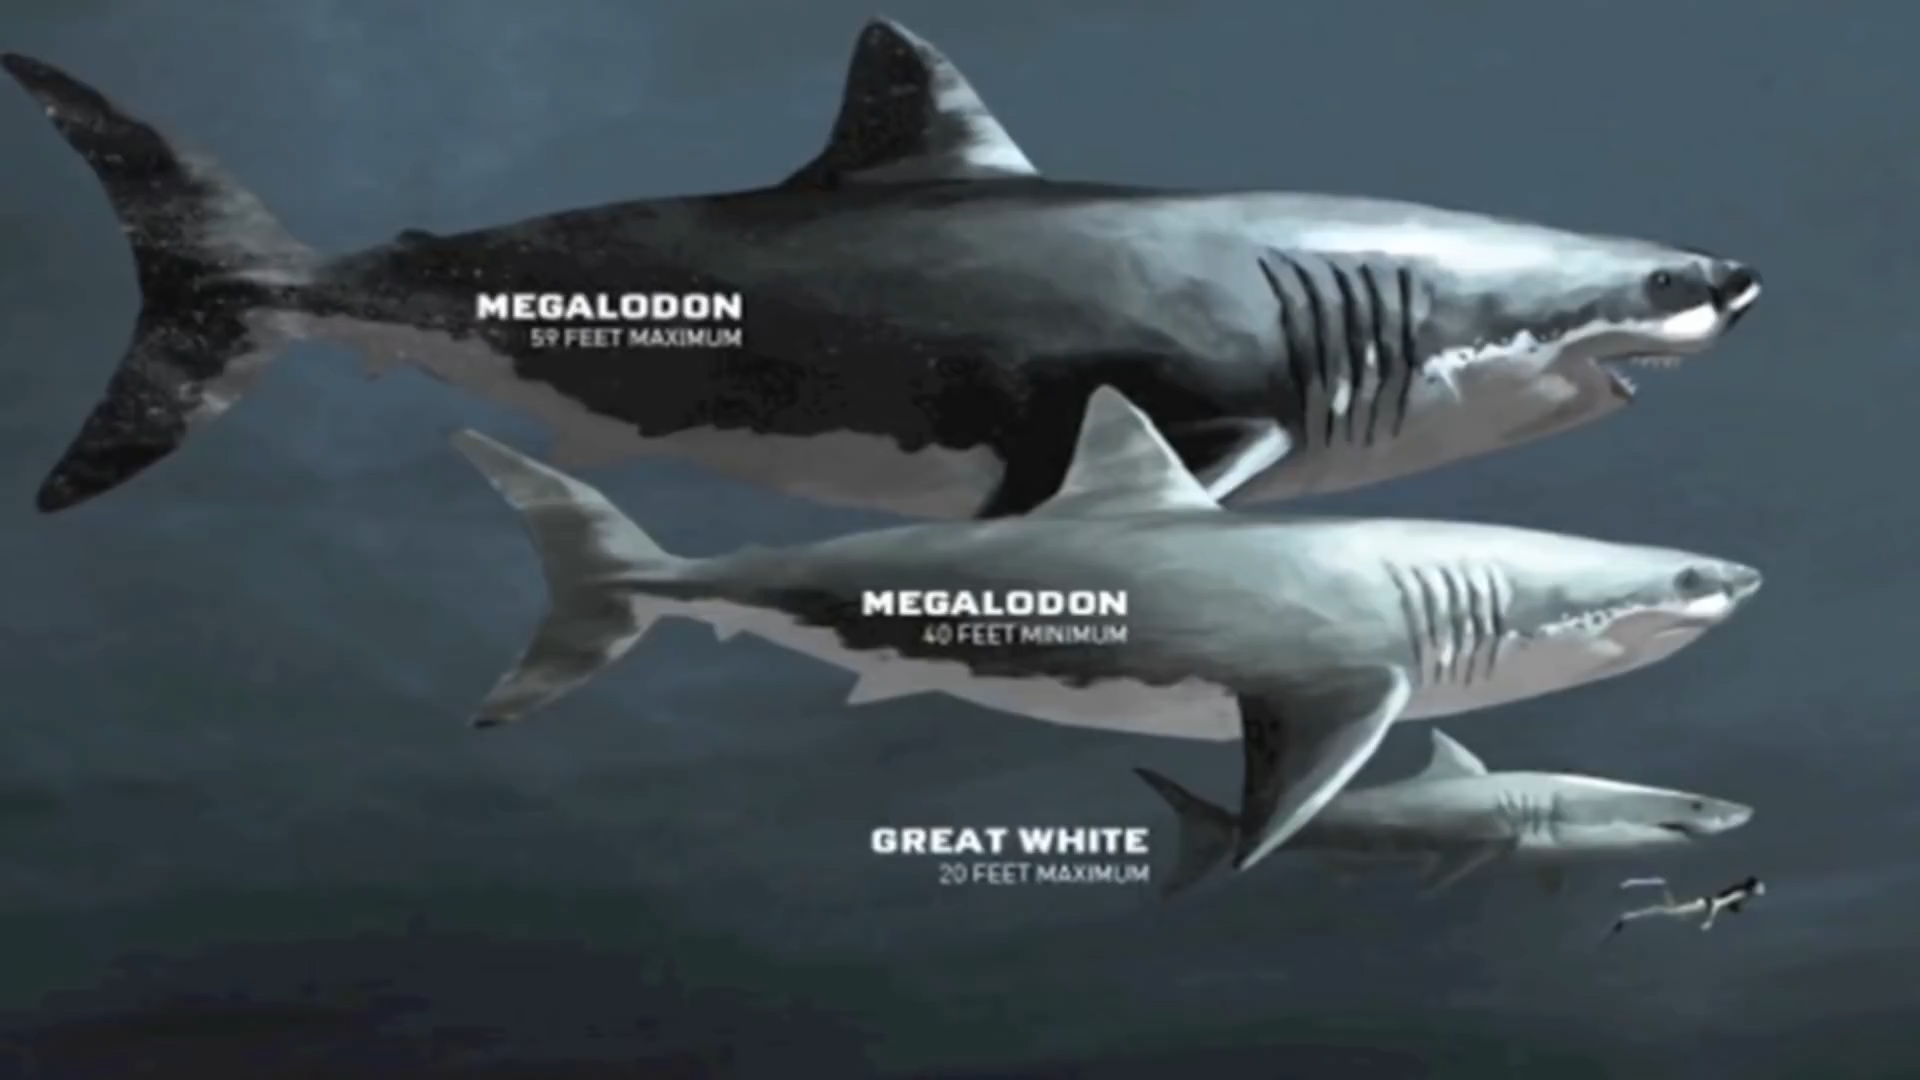 MEGALODON
59 FEET MAXIMUM
MEGALODON
40 FEET MINIMUM
GREAT WHITE
20 FEET MAXIMUM